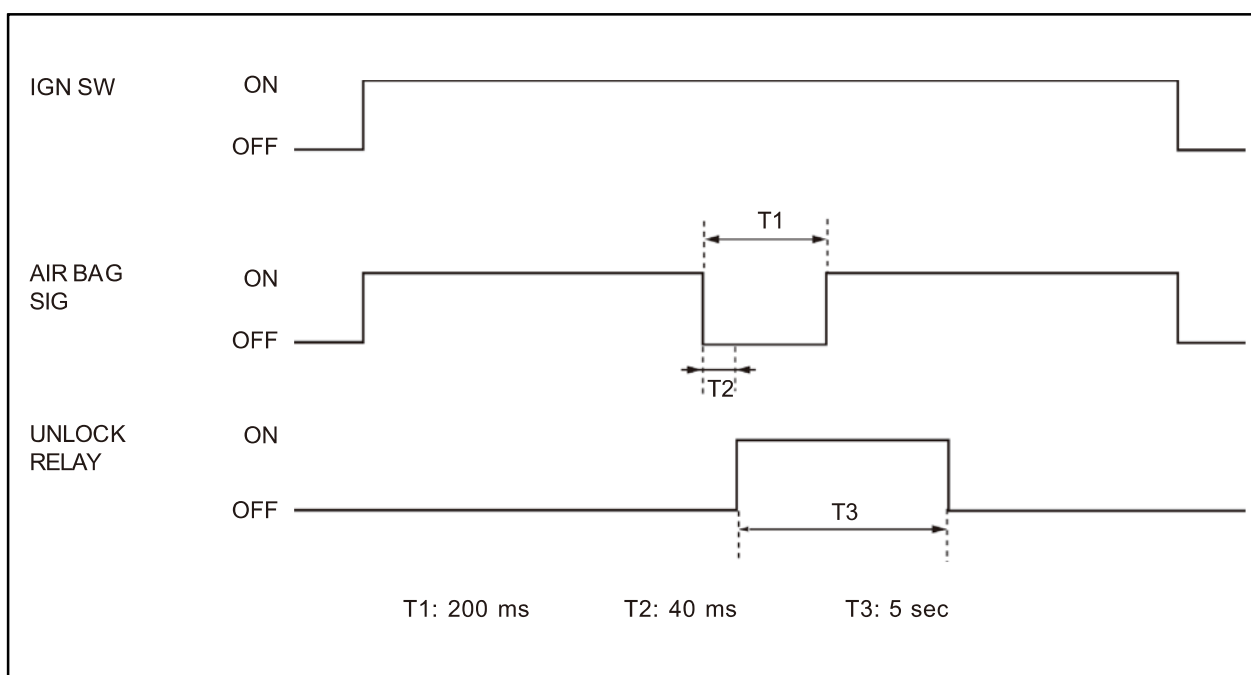 IGN SW ON
OFF
T1
AIR BAG ON
SIG
OFF
T2
UNLOCK ON
RELAY
OFF
T3
T1: 200 ms T2: 40 ms T3: 5 sec